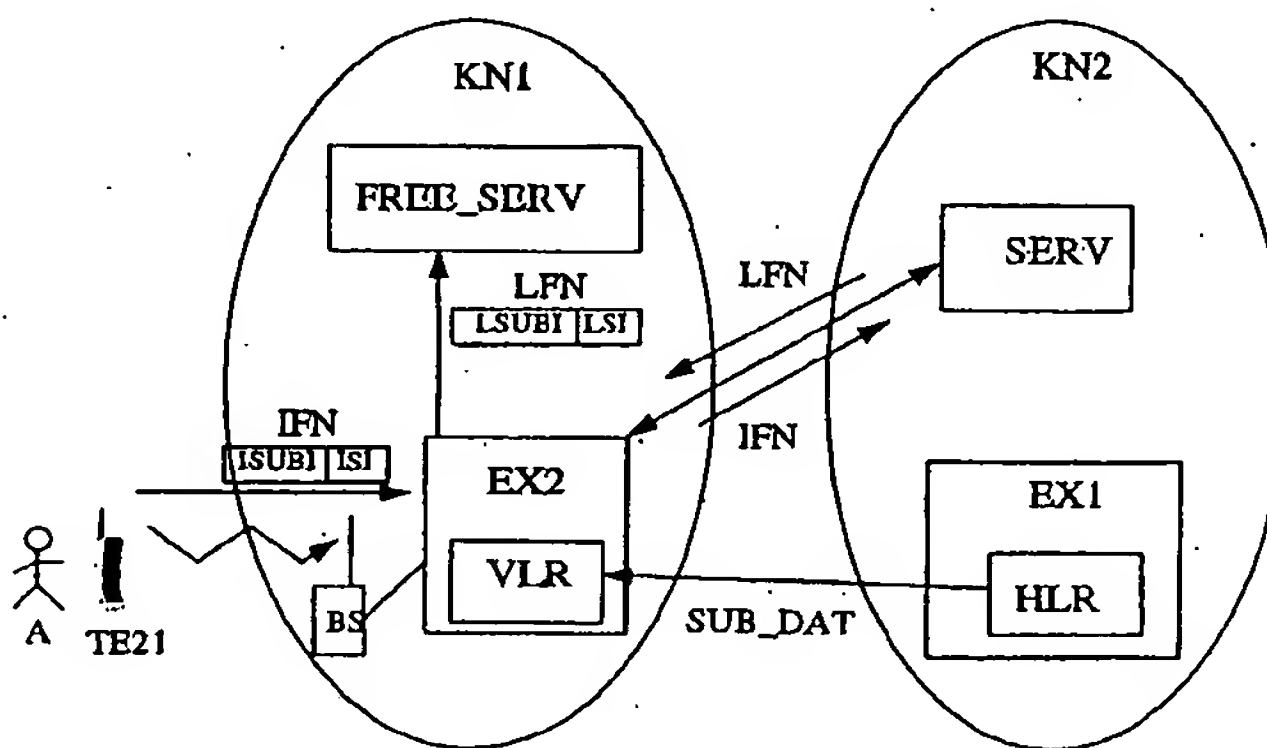 KN1
KN2
FREE_SERV
SERV
LFN
LSUBI LSI
LFN
IFN
IFN
ISUBI ISI
EX2
VLR
EX1
HLR
SUB_DAT
BS
A
TE21